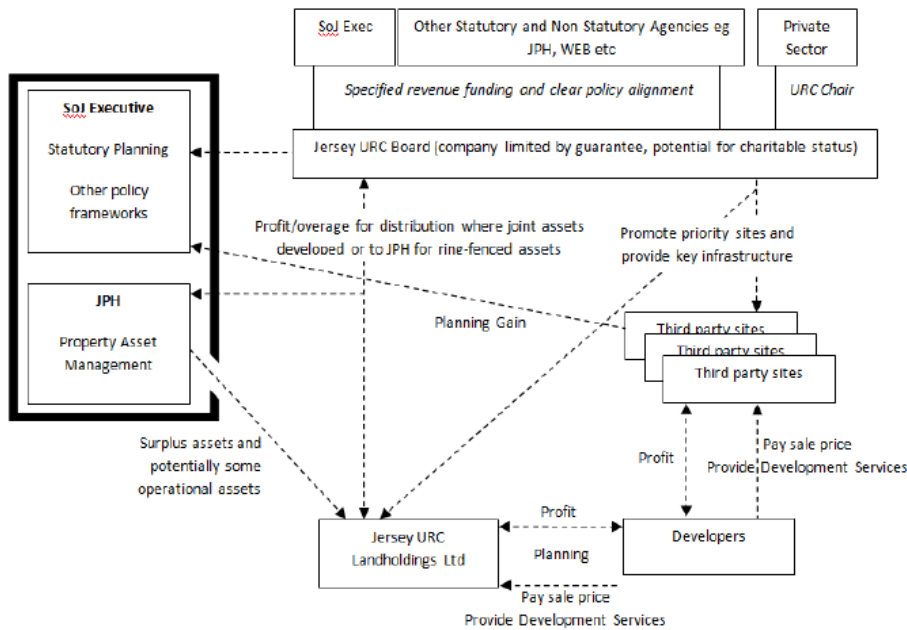 SoJ Exec
Other Statutory and Non Statutory Agencies eg
JPH, WEB etc
Private
Sector
Specified revenue funding and clear policy alignment
URC Chair
SoJ Executive
Statutory Planning
Other policy
frameworks
Jersey URC Board (company limited by guarantee, potential for charitable status)
Profit/overage for distribution where joint assets
developed or to JPH for ring-fenced assets
Promote priority sites and
provide key infrastructure
JPH
Property Asset
Management
Planning Gain
Third party sites
Third party sites
Third party sites
Surplus assets and
potentially some
operational assets
Profit
Pay sale price
Provide Development Services
Jersey URC
Landholdings Ltd
Profit
Planning
Developers
Pay sale price
Provide Development Services